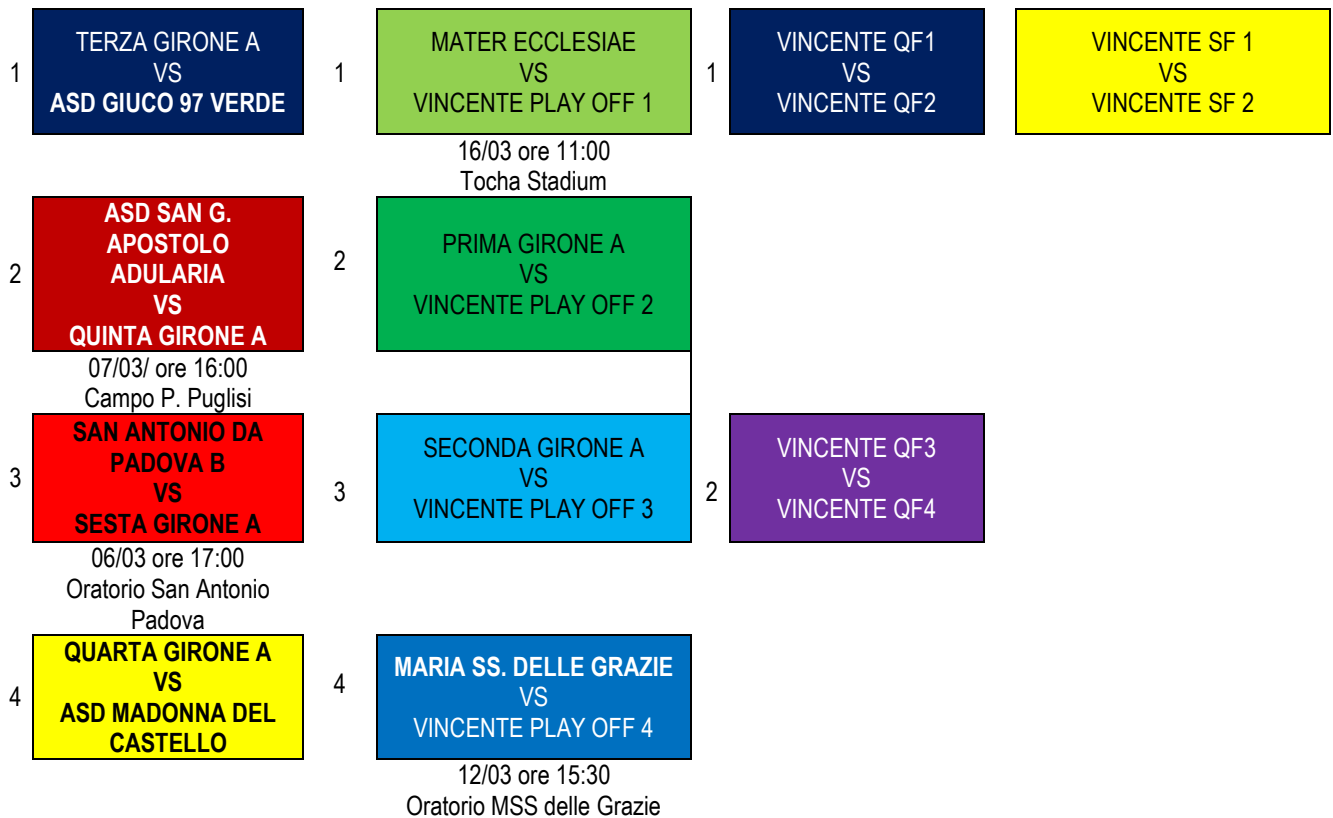 1
TERZA GIRONE A
VS
ASD GIUCO 97 VERDE
1
MATER ECCLESIAE
VS
VINCENTE PLAY OFF 1
16/03 ore 11:00
Tocha Stadium
1
VINCENTE QF1
VS
VINCENTE QF2
VINCENTE SF 1
VS
VINCENTE SF 2
2
ASD SAN G.
APOSTOLO
ADULARIA
VS
QUINTA GIRONE A
07/03/ ore 16:00
Campo P. Puglisi
2
PRIMA GIRONE A
VS
VINCENTE PLAY OFF 2
3
SAN ANTONIO DA
PADOVA B
VS
SESTA GIRONE A
06/03 ore 17:00
Oratorio San Antonio
Padova
3
SECONDA GIRONE A
VS
VINCENTE PLAY OFF 3
2
VINCENTE QF3
VS
VINCENTE QF4
4
QUARTA GIRONE A
VS
ASD MADONNA DEL
CASTELLO
4
MARIA SS. DELLE GRAZIE
VS
VINCENTE PLAY OFF 4
12/03 ore 15:30
Oratorio MSS delle Grazie